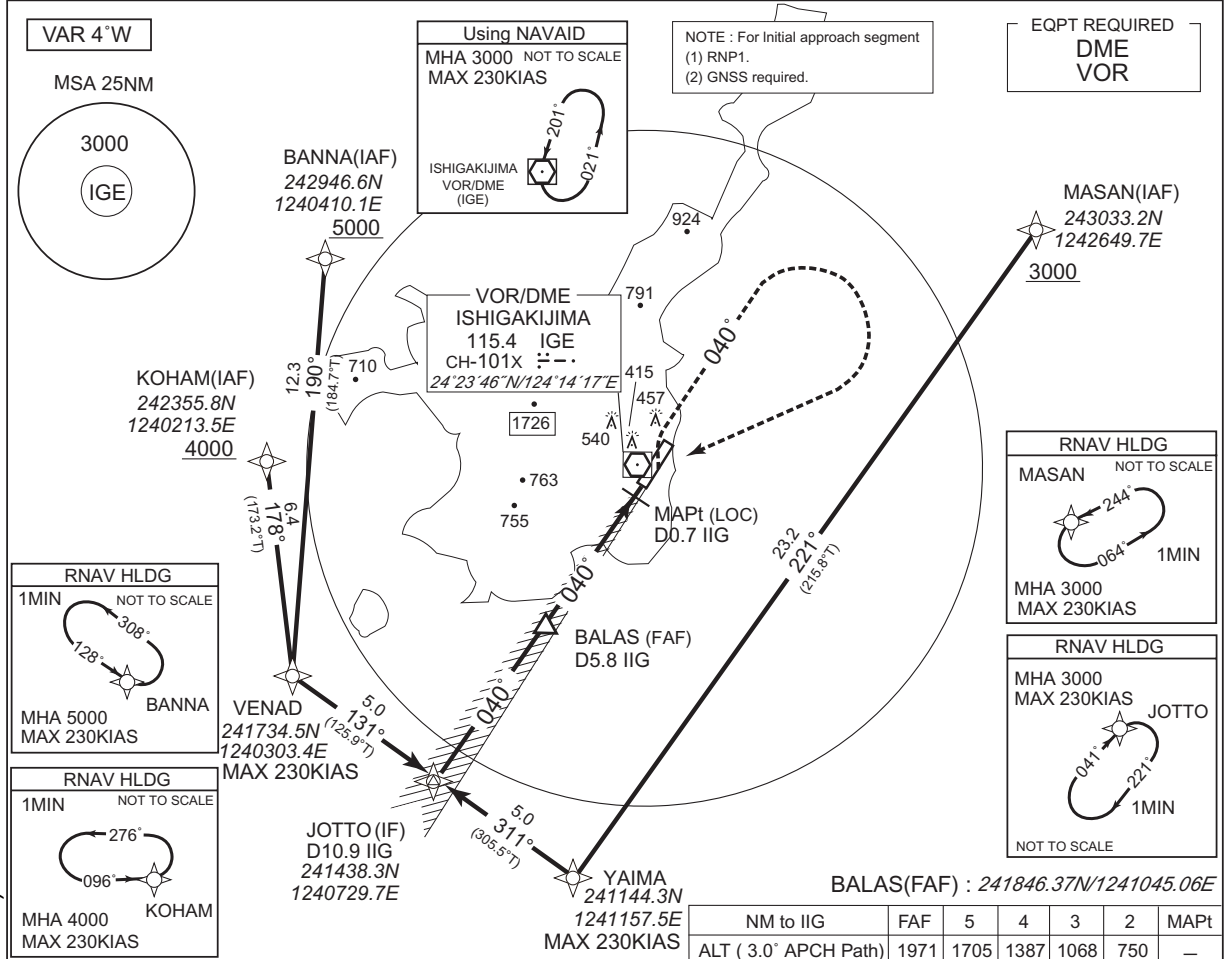 VAR 4°W
MSA 25NM
3000
IGE
Using NAVAID
MHA 3000 NOT TO SCALE
MAX 230KIAS
201°
021°
ISHIGAKIJIMA
VOR/DME
(IGE)
NOTE : For Initial approach segment
(1) RNP1.
(2) GNSS required.
EQPT REQUIRED
DME
VOR
BANNA(IAF)
242946.6N
1240410.1E
5000
MASAN(IAF)
243033.2N
1242649.7E
3000
924
791
VOR/DME
ISHIGAKIJIMA
115.4 IGE
CH-101X
24°23′46″N/124°14′17″E
040°
12.3
190°
(184.7°T)
710
KOHAM(IAF)
242355.8N
1240213.5E
4000
415
457
540
1726
763
755
6.4
178°
(173.2°T)
MAPt (LOC)
D0.7 IIG
23.2
221°
(215.8°T)
RNAV HLDG
MASAN
NOT TO SCALE
244°
064°
1MIN
MHA 3000
MAX 230KIAS
RNAV HLDG
1MIN
NOT TO SCALE
308°
128°
BANNA
MHA 5000
MAX 230KIAS
040°
BALAS (FAF)
D5.8 IIG
040°
RNAV HLDG
MHA 3000
MAX 230KIAS
JOTTO
041°
221°
1MIN
NOT TO SCALE
VENAD
241734.5N
1240303.4E
MAX 230KIAS
5.0
131°
(125.9°T)
RNAV HLDG
1MIN
NOT TO SCALE
276°
096°
KOHAM
MHA 4000
MAX 230KIAS
JOTTO (IF)
D10.9 IIG
241438.3N
1240729.7E
5.0
311°
(305.5°T)
YAIMA
241144.3N
1241157.5E
MAX 230KIAS
BALAS(FAF) : 241846.37N/1241045.06E
NM to IIG FAF 5 4 3 2 MAPt
ALT ( 3.0° APCH Path) 1971 1705 1387 1068 750 –